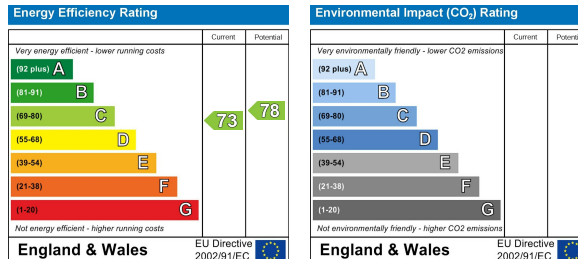 Energy Efficiency Rating
Current Potential
Very energy efficient - lower running costs
(92 plus) A
(81-91) B
(69-80) C
(55-68) D
(39-54) E
(21-38) F
(1-20) G
73
78
Not energy efficient - higher running costs
England & Wales
EU Directive
2002/91/EC
Environmental Impact (CO₂) Rating
Current Potential
Very environmentally friendly - lower CO2 emissions
(92 plus) A
(81-91) B
(69-80) C
(55-68) D
(39-54) E
(21-38) F
(1-20) G
Not environmentally friendly - higher CO2 emissions
England & Wales
EU Directive
2002/91/EC